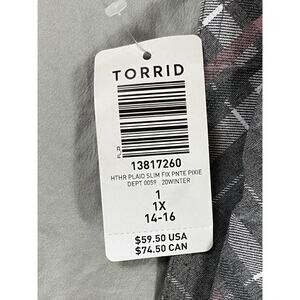 TORRID
13817260
HTHR PLAID SLIM FIX PNTE PIXIE
DEPT 0059 20WINTER
1
1X
14-16
$59.50 USA
$74.50 CAN